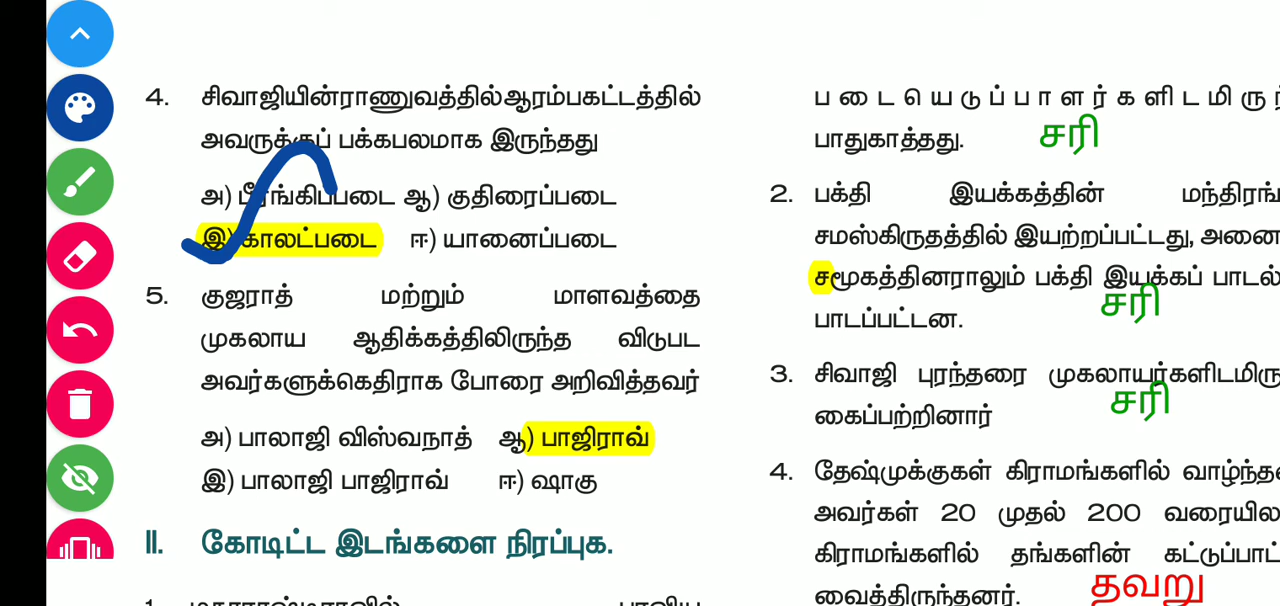 4. சிவாஜியின்ராணுவத்தில்ஆரம்பகட்டத்தில்
அவருக்குப் பக்கபலமாக இருந்தது
அ) பீரங்கிப்படை ஆ) குதிரைப்படை
இ) காலட்படை ஈ) யானைப்படை
5. குஜராத் மற்றும் மாளவத்தை
முகலாய ஆதிக்கத்திலிருந்த விடுபட
அவர்களுக்கெதிராக போரை அறிவித்தவர்
அ) பாலாஜி விஸ்வநாத் ஆ) பாஜிராவ்
இ) பாலாஜி பாஜிராவ் ஈ) ஷாகு
II. கோடிட்ட இடங்களை நிரப்புக.
படையெடுப்பாளர்களிடமிருந்
பாதுகாத்தது. சரி
2. பக்தி இயக்கத்தின் மந்திரங்
சமஸ்கிருதத்தில் இயற்றப்பட்டது, அனை
சமூகத்தினராலும் பக்தி இயக்கப் பாடல்
சரி
பாடப்பட்டன.
3. சிவாஜி புரந்தரை முகலாயர்களிடமிரு
சரி
கைப்பற்றினார்
4. தேஷ்முக்குகள் கிராமங்களில் வாழ்ந்த
அவர்கள் 20 முதல் 200 வரையில
கிராமங்களில் தங்களின் கட்டுப்பாட்
வைத்திருந்தனர். தவறு